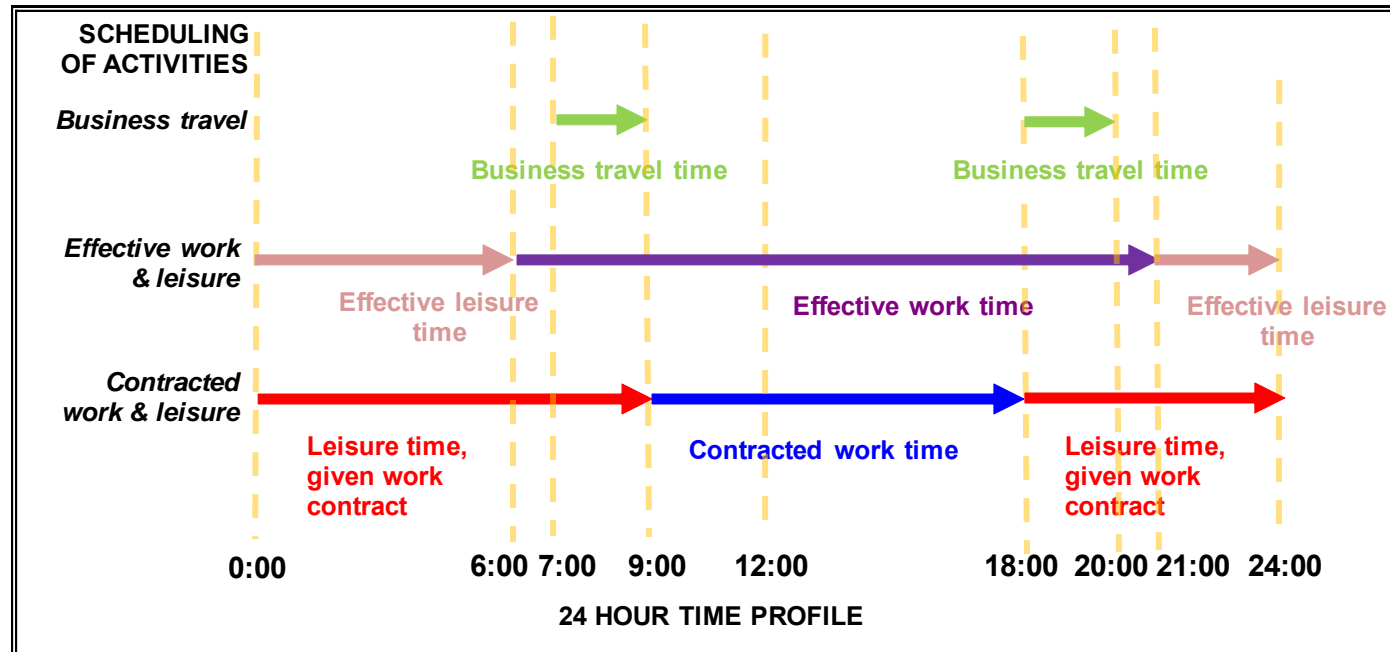 SCHEDULING
OF ACTIVITIES
Business travel
Business travel time
Business travel time
Effective work
& leisure
Effective leisure
time
Effective work time
Effective leisure
time
Contracted
work & leisure
Leisure time,
given work
contract
Contracted work time
Leisure time,
given work
contract
0:00 6:00 7:00 9:00 12:00 18:00 20:00 21:00 24:00
24 HOUR TIME PROFILE